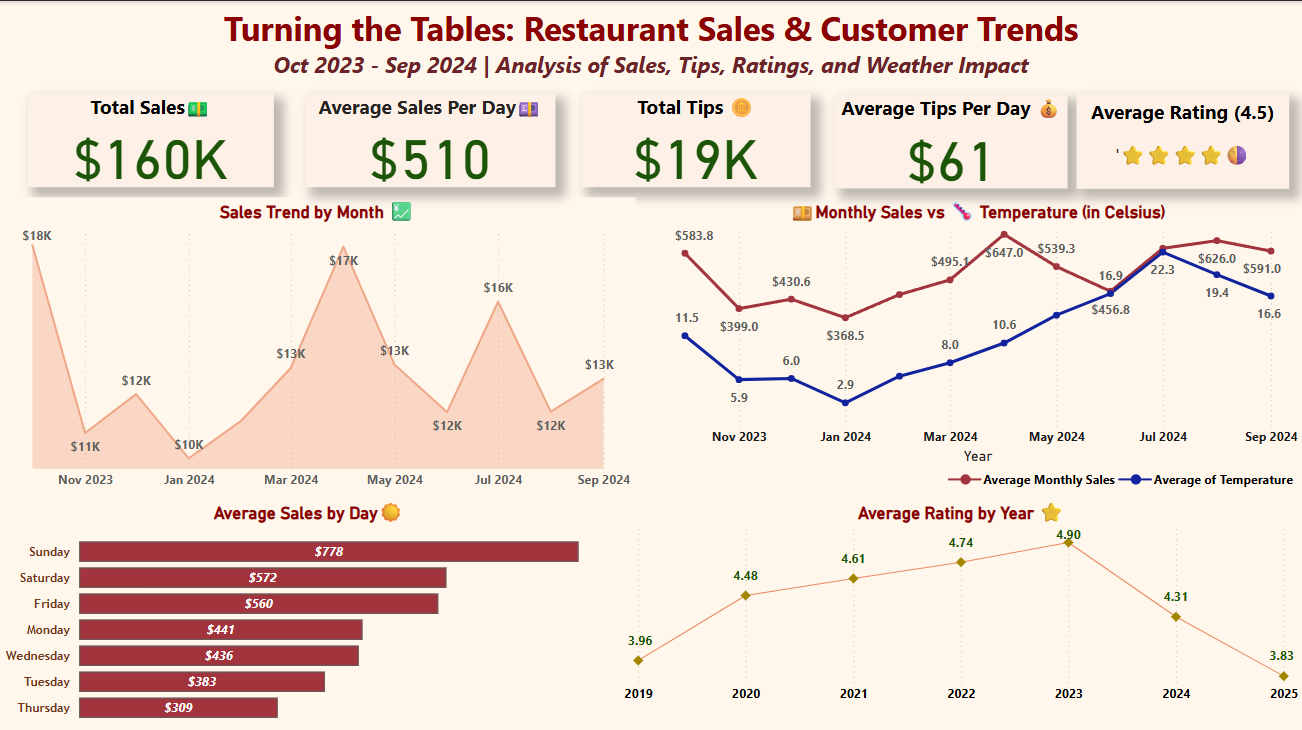 Turning the Tables: Restaurant Sales & Customer Trends
Oct 2023 - Sep 2024 | Analysis of Sales, Tips, Ratings, and Weather Impact
Total Sales
$160K
Average Sales Per Day
$510
Total Tips
$19K
Average Tips Per Day
$61
Average Rating (4.5)
'
Sales Trend by Month
$18K
$11K
$12K
$10K
$13K
$17K
$13K
$12K
$16K
$12K
$13K
Nov 2023
Jan 2024
Mar 2024
May 2024
Jul 2024
Sep 2024
Monthly Sales vs Temperature (in Celsius)
$583.8
$399.0
$430.6
$368.5
$495.1
$647.0
$539.3
$456.8
$626.0
$591.0
11.5
5.9
6.0
2.9
8.0
10.6
16.9
22.3
19.4
16.6
Nov 2023
Jan 2024
Mar 2024
May 2024
Jul 2024
Sep 2024
Year
Average Monthly Sales
Average of Temperature
Average Sales by Day
Sunday $778
Saturday $572
Friday $560
Monday $441
Wednesday $436
Tuesday $383
Thursday $309
Average Rating by Year
3.96
4.48
4.61
4.74
4.90
4.31
3.83
2019
2020
2021
2022
2023
2024
2025